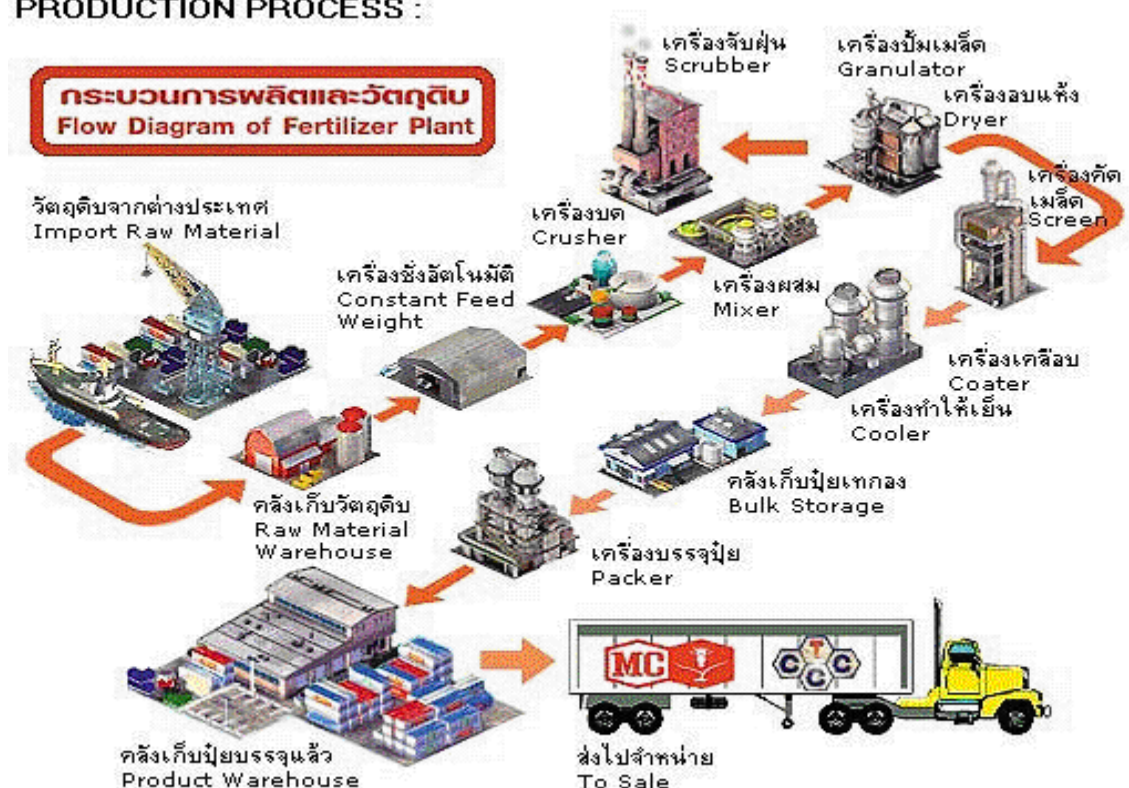 PRODUCTION PROCESS :
กระบวนการผลิตและวัตถุดิบ
Flow Diagram of Fertilizer Plant
เครื่องจับฝุ่น
Scrubber
เครื่องปั้มเมล็ด
Granulator
เครื่องอบแห้ง
Dryer
เครื่องคัด
เมล็ด
Screen
วัตถุดิบจากต่างประเทศ
Import Raw Material
เครื่องชั่งอัตโนมัติ
Constant Feed
Weight
เครื่องบด
Crusher
เครื่องผสม
Mixer
เครื่องเคลือบ
Coater
เครื่องทำให้เย็น
Cooler
คลังเก็บวัตถุดิบ
Raw Material
Warehouse
คลังเก็บปุ๋ยเทกอง
Bulk Storage
เครื่องบรรจุปุ๋ย
Packer
MC
T
C C C
คลังเก็บปุ๋ยบรรจุแล้ว
Product Warehouse
ส่งไปจำหน่าย
To Sale